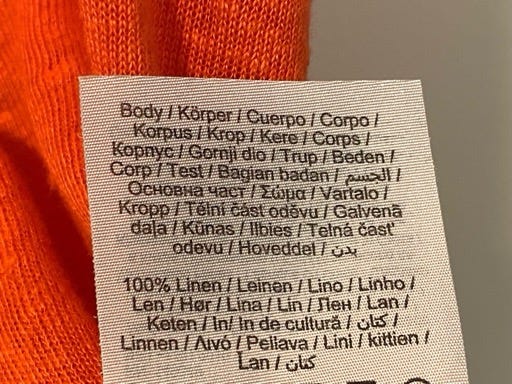 Body / Körper / Cuerpo / Corpo /
Korpus / Krop / Kere / Corps /
Корпус / Gornji dio / Trup / Beden /
Corp / Test / Bagian badan / الجسم /
Основна част / Σώμα / Vartalo /
Kropp / Télní část oděvu / Galvenā
daļa / Kūnas / Ilbies / Telná časť
odevu / Hoveddel / بدن /
100% Linen / Leinen / Lino / Linho /
Len / Hør / Lina / Lin / Лен / Lan /
Keten / In/ In de cultură / كتان /
Linnen / Λινό / Pellava / Lini / kittien /
Lan / كتان